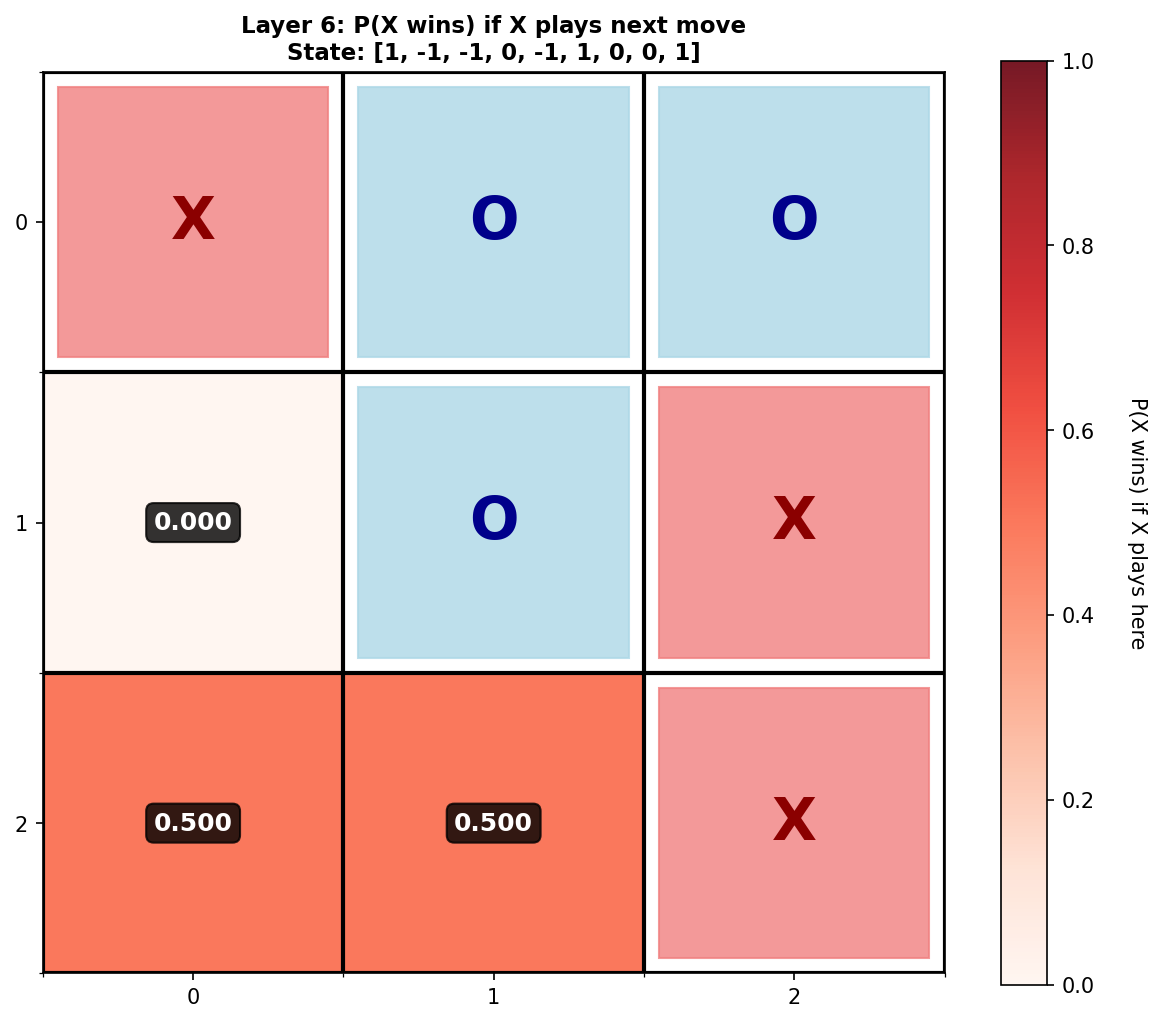 Layer 6: P(X wins) if X plays next move
State: [1, -1, -1, 0, -1, 1, 0, 0, 1]
1.0
0.8
0.6
0.4
0.2
0.0
P(X wins) if X plays here
0
X
O
O
1
0.000
O
X
2
0.500
0.500
X
0
1
2